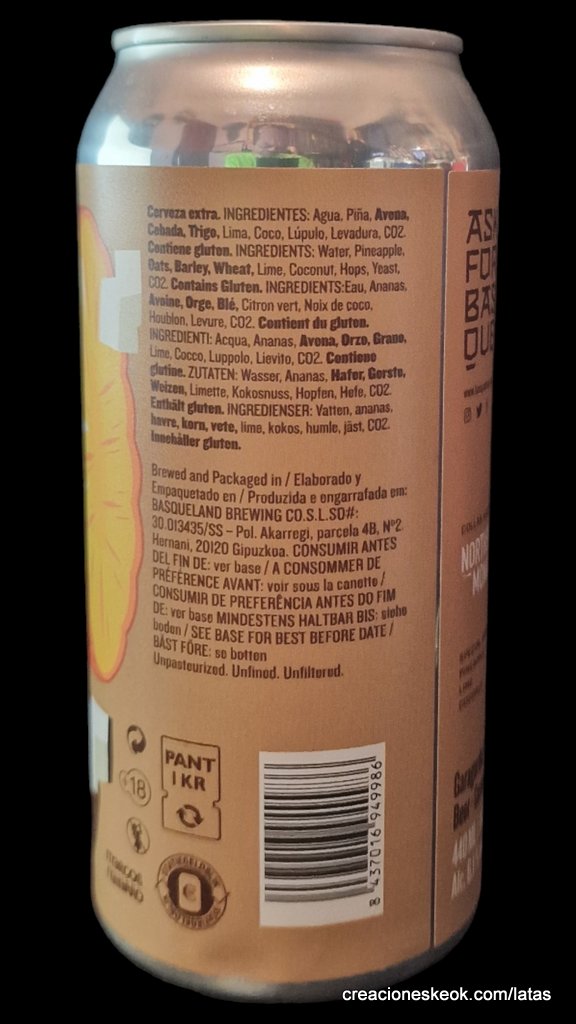 Cerveza extra. INGREDIENTES: Agua, Piña, Avena,
Cebada, Trigo, Lima, Coco, Lúpulo, Levadura, CO2.
Contiene gluten. INGREDIENTS: Water, Pineapple,
Oats, Barley, Wheat, Lime, Coconut, Hops, Yeast,
CO2. Contains Gluten. INGREDIENTS:Eau, Ananas,
Avoine, Orge, Blé, Citron vert, Noix de coco,
Houblon, Levure, CO2. Contient du gluten.
INGREDIENTI: Acqua, Ananas, Avena, Orzo, Grano,
Lime, Cocco, Luppolo, Lievito, CO2. Contiene
glutine. ZUTATEN: Wasser, Ananas, Hafer, Gerste,
Weizen, Limette, Kokosnuss, Hopfen, Hefe, CO2.
Enthält gluten. INGREDIENSER: Vatten, ananas,
havre, korn, vete, lime, kokos, humle, jäst, CO2.
Innehåller gluten.
Brewed and Packaged in / Elaborado y
Empaquetado en / Produzida e engarrafada em:
BASQUELAND BREWING CO.S.L.SD#:
30.013435/SS – Pol. Akarregi, parcela 4B, Nº2
Hernani, 20120 Gipuzkoa. CONSUMIR ANTES
DEL FIN DE: ver base / A CONSOMMER DE
PRÉFÉRENCE AVANT: voir sous la canette /
CONSUMIR DE PREFERÊNCIA ANTES DO FIM
DE: ver base MINDESTENS HALTBAR BIS: siehe
boden / SEE BASE FOR BEST BEFORE DATE /
BÄST FÖRE: se botten
Unpasteurized. Unfined. Unfiltered.
+18
PANT
1 KR
8 437016 949986
ASK
FOR
BAS
QUE
creacioneskeok.com/latas